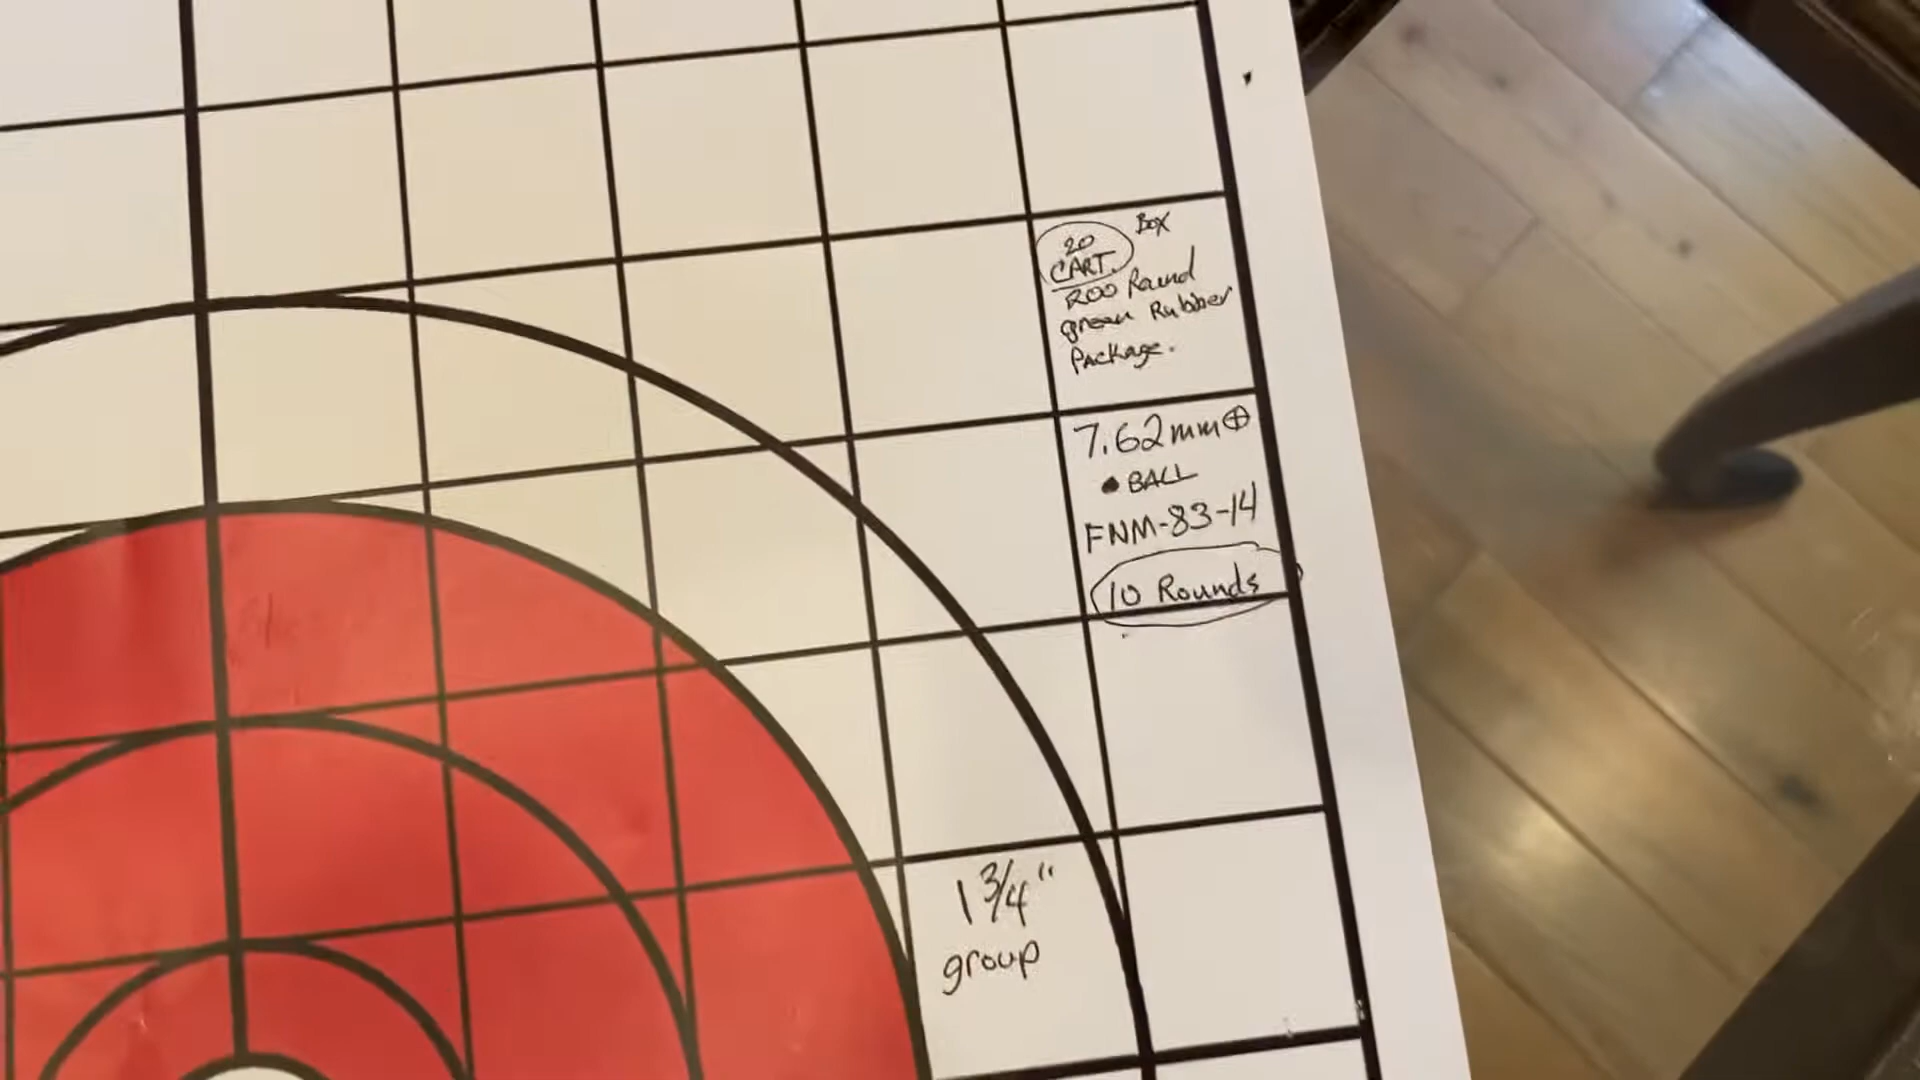 20 BOX
CART.
200 Round
green Rubber
Package.
7.62mm⊕
• BALL
FNM-83-14
10 Rounds
1 3/4"
group